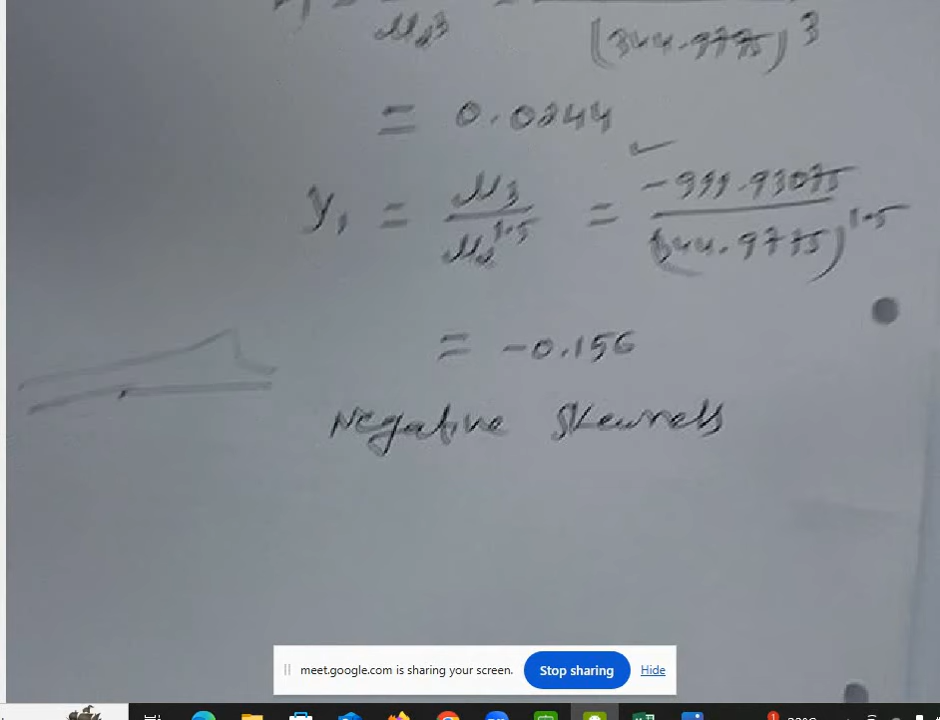 μ₂³ (344.9775)³
= 0.0244
γ₁ = μ₃ / μ₂^1.5 = -999.93075 / (344.9775)^1.5
= -0.156
Negative Skewness
meet.google.com is sharing your screen. Stop sharing Hide